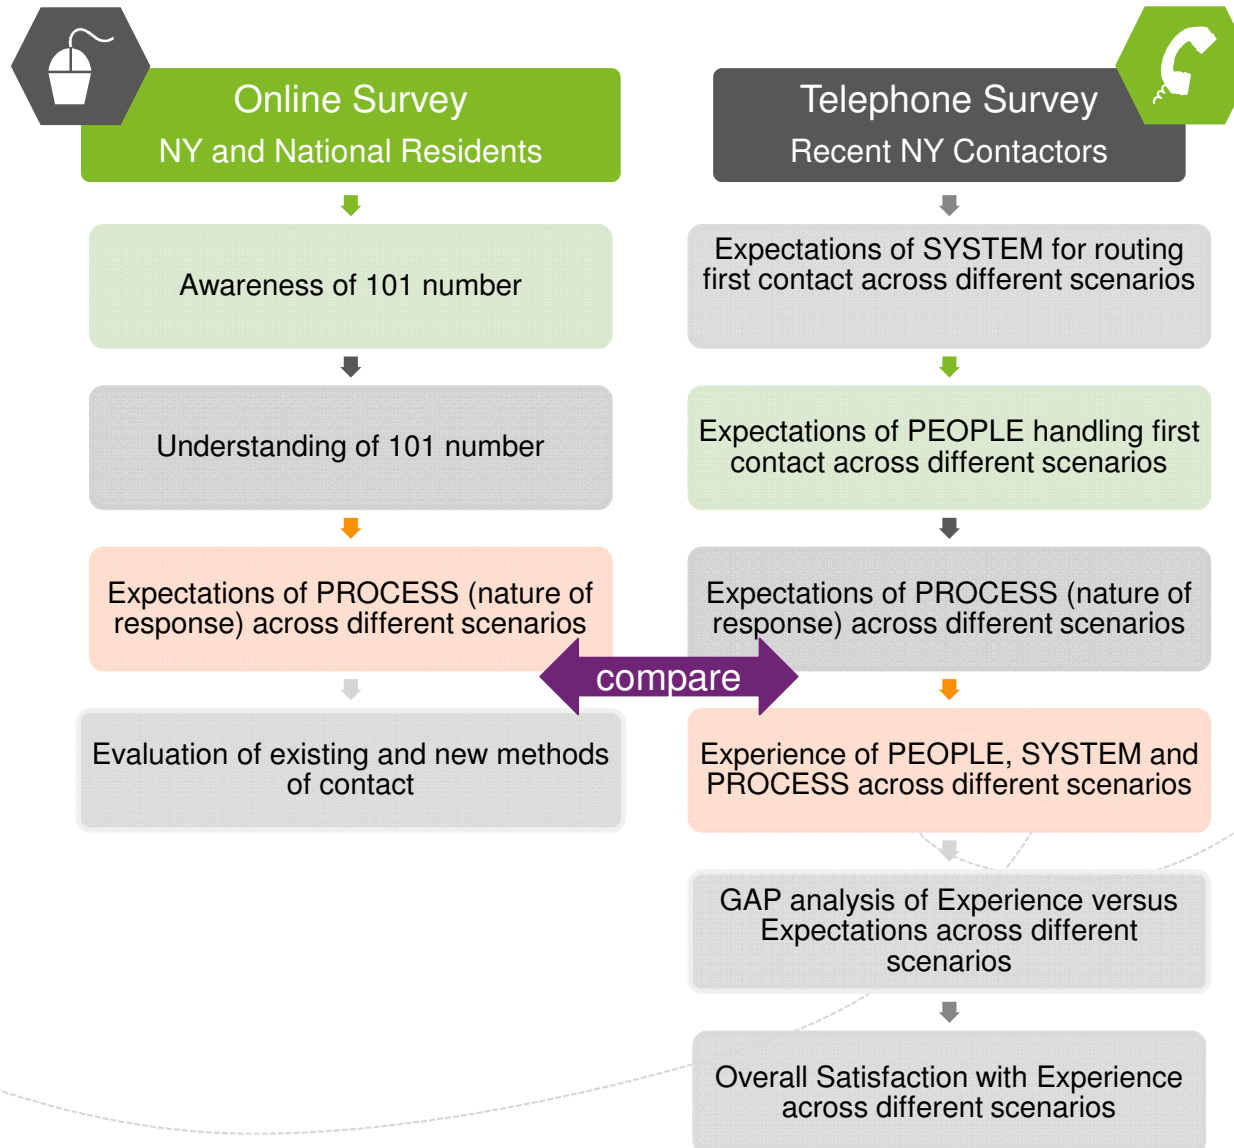 Online Survey
NY and National Residents
Awareness of 101 number
Understanding of 101 number
Expectations of PROCESS (nature of
response) across different scenarios
Evaluation of existing and new methods
of contact
compare
Telephone Survey
Recent NY Contactors
Expectations of SYSTEM for routing
first contact across different scenarios
Expectations of PEOPLE handling first
contact across different scenarios
Expectations of PROCESS (nature of
response) across different scenarios
Experience of PEOPLE, SYSTEM and
PROCESS across different scenarios
GAP analysis of Experience versus
Expectations across different
scenarios
Overall Satisfaction with Experience
across different scenarios